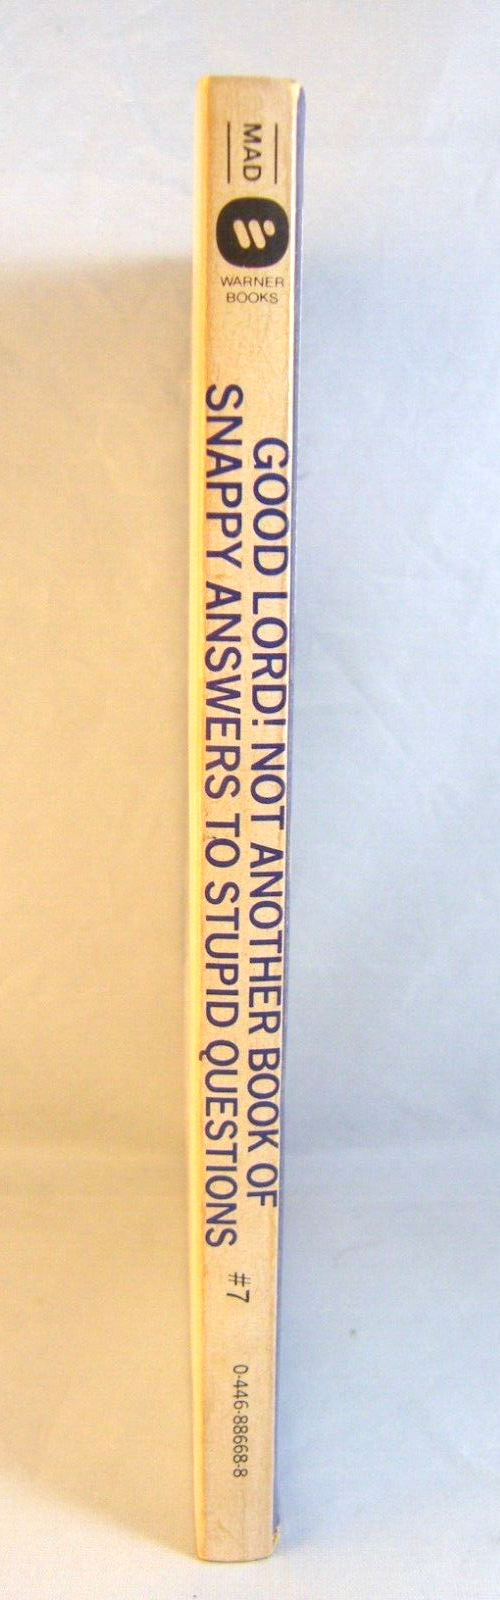 MAD
WARNER
BOOKS
GOOD LORD! NOT ANOTHER BOOK OF
SNAPPY ANSWERS TO STUPID QUESTIONS
#7
0-446-88668-8